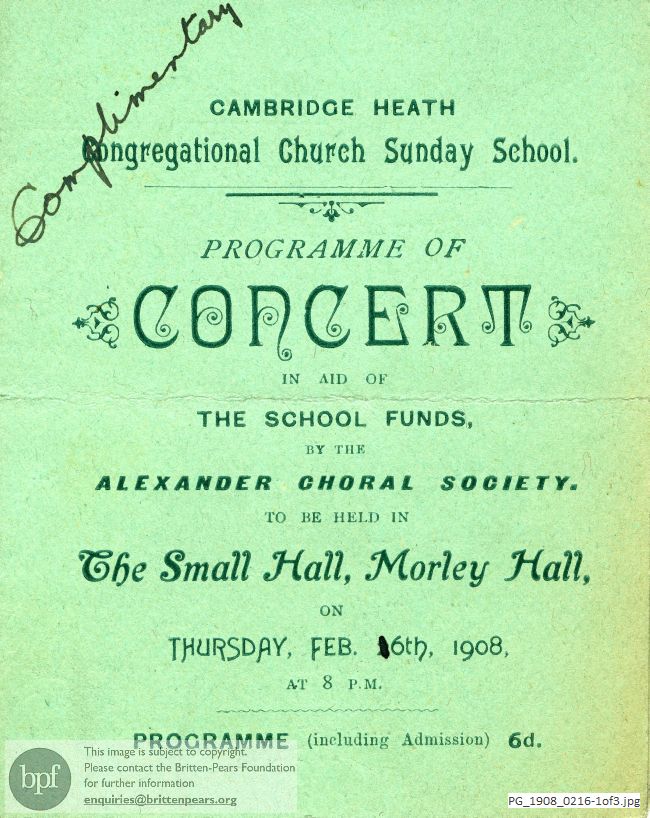 Complimentary
CAMBRIDGE HEATH
Congregational Church Sunday School.
PROGRAMME OF
CONCERT
IN AID OF
THE SCHOOL FUNDS,
BY THE
ALEXANDER CHORAL SOCIETY.
TO BE HELD IN
The Small Hall, Morley Hall,
ON
THURSDAY, FEB. 6th, 1908,
AT 8 P.M.
PROGRAMME (including Admission) 6d.
bpf
This image is subject to copyright.
Please contact the Britten-Pears Foundation
for further information
enquiries@brittenpears.org
PG_1908_0216-1of3.jpg